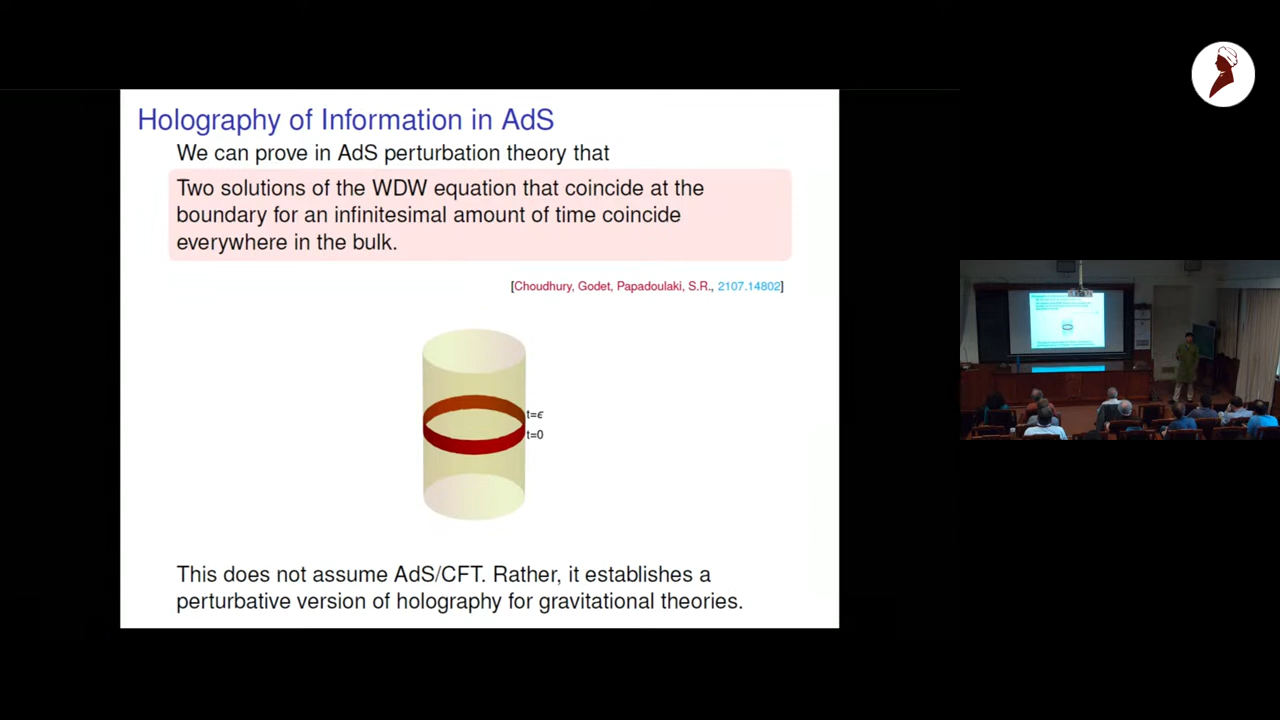 Holography of Information in AdS
We can prove in AdS perturbation theory that
Two solutions of the WDW equation that coincide at the
boundary for an infinitesimal amount of time coincide
everywhere in the bulk.
[Choudhury, Godet, Papadoulaki, S.R., 2107.14802]
t=ϵ
t=0
This does not assume AdS/CFT. Rather, it establishes a
perturbative version of holography for gravitational theories.